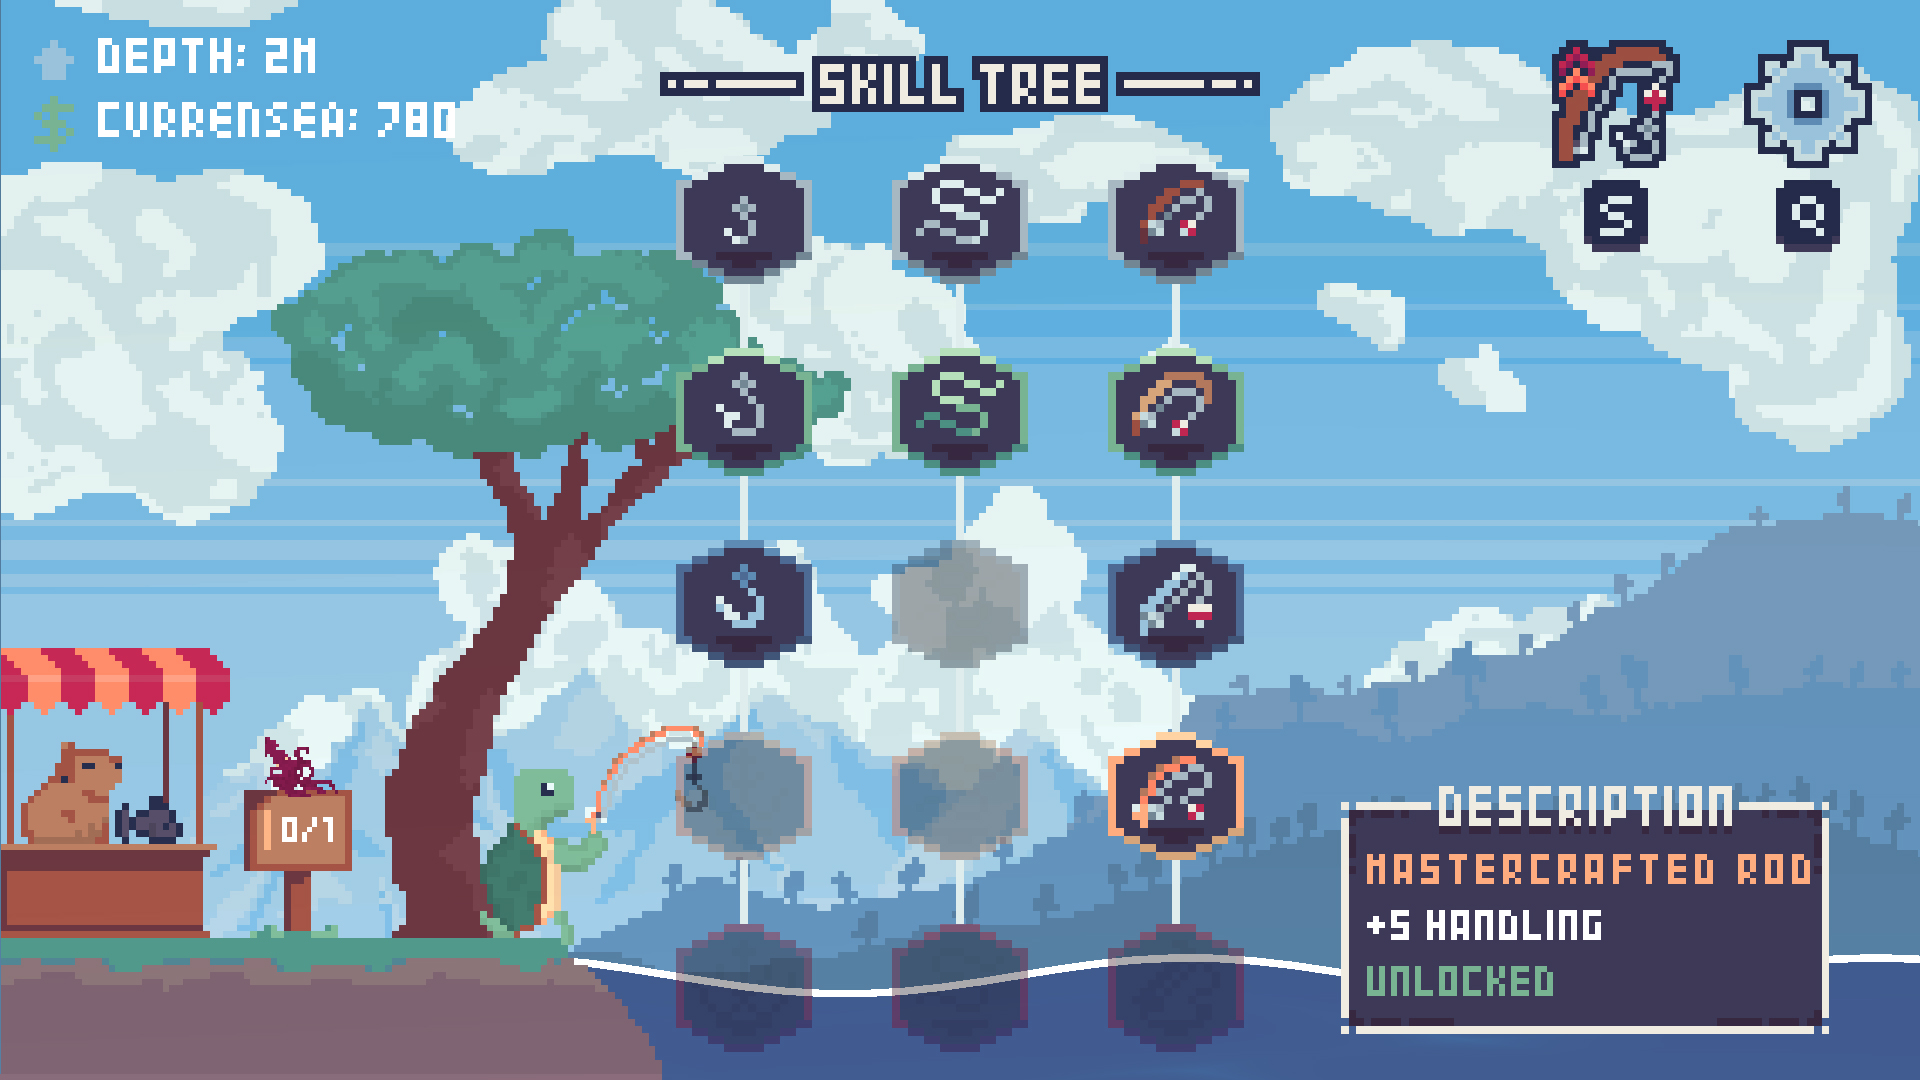 DEPTH: 2M
CURRENSEA: 780
SKILL TREE
S
Q
0/1
DESCRIPTION
MASTERCRAFTED ROD
+5 HANDLING
UNLOCKED